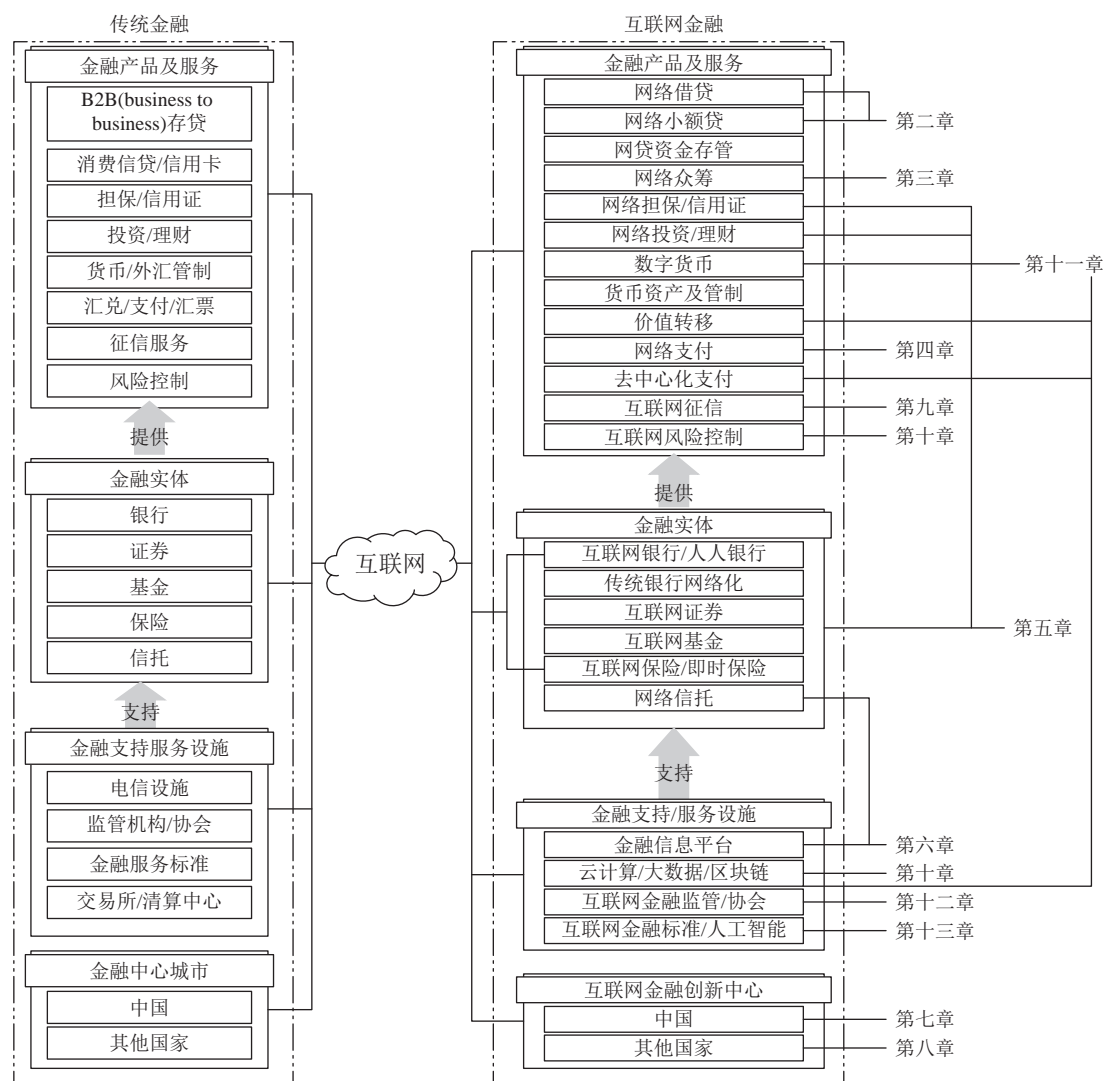 传统金融
金融产品及服务
B2B(business to
business)存贷
消费信贷/信用卡
担保/信用证
投资/理财
货币/外汇管制
汇兑/支付/汇票
征信服务
风险控制
提供
金融实体
银行
证券
基金
保险
信托
支持
金融支持服务设施
电信设施
监管机构/协会
金融服务标准
交易所/清算中心
金融中心城市
中国
其他国家
互联网
互联网金融
金融产品及服务
网络借贷
网络小额贷
网贷资金存管
网络众筹
网络担保/信用证
网络投资/理财
数字货币
货币资产及管制
价值转移
网络支付
去中心化支付
互联网征信
互联网风险控制
提供
金融实体
互联网银行/人人银行
传统银行网络化
互联网证券
互联网基金
互联网保险/即时保险
网络信托
支持
金融支持/服务设施
金融信息平台
云计算/大数据/区块链
互联网金融监管/协会
互联网金融标准/人工智能
互联网金融创新中心
中国
其他国家
第二章
第三章
第十一章
第四章
第九章
第十章
第五章
第六章
第十章
第十二章
第十三章
第七章
第八章